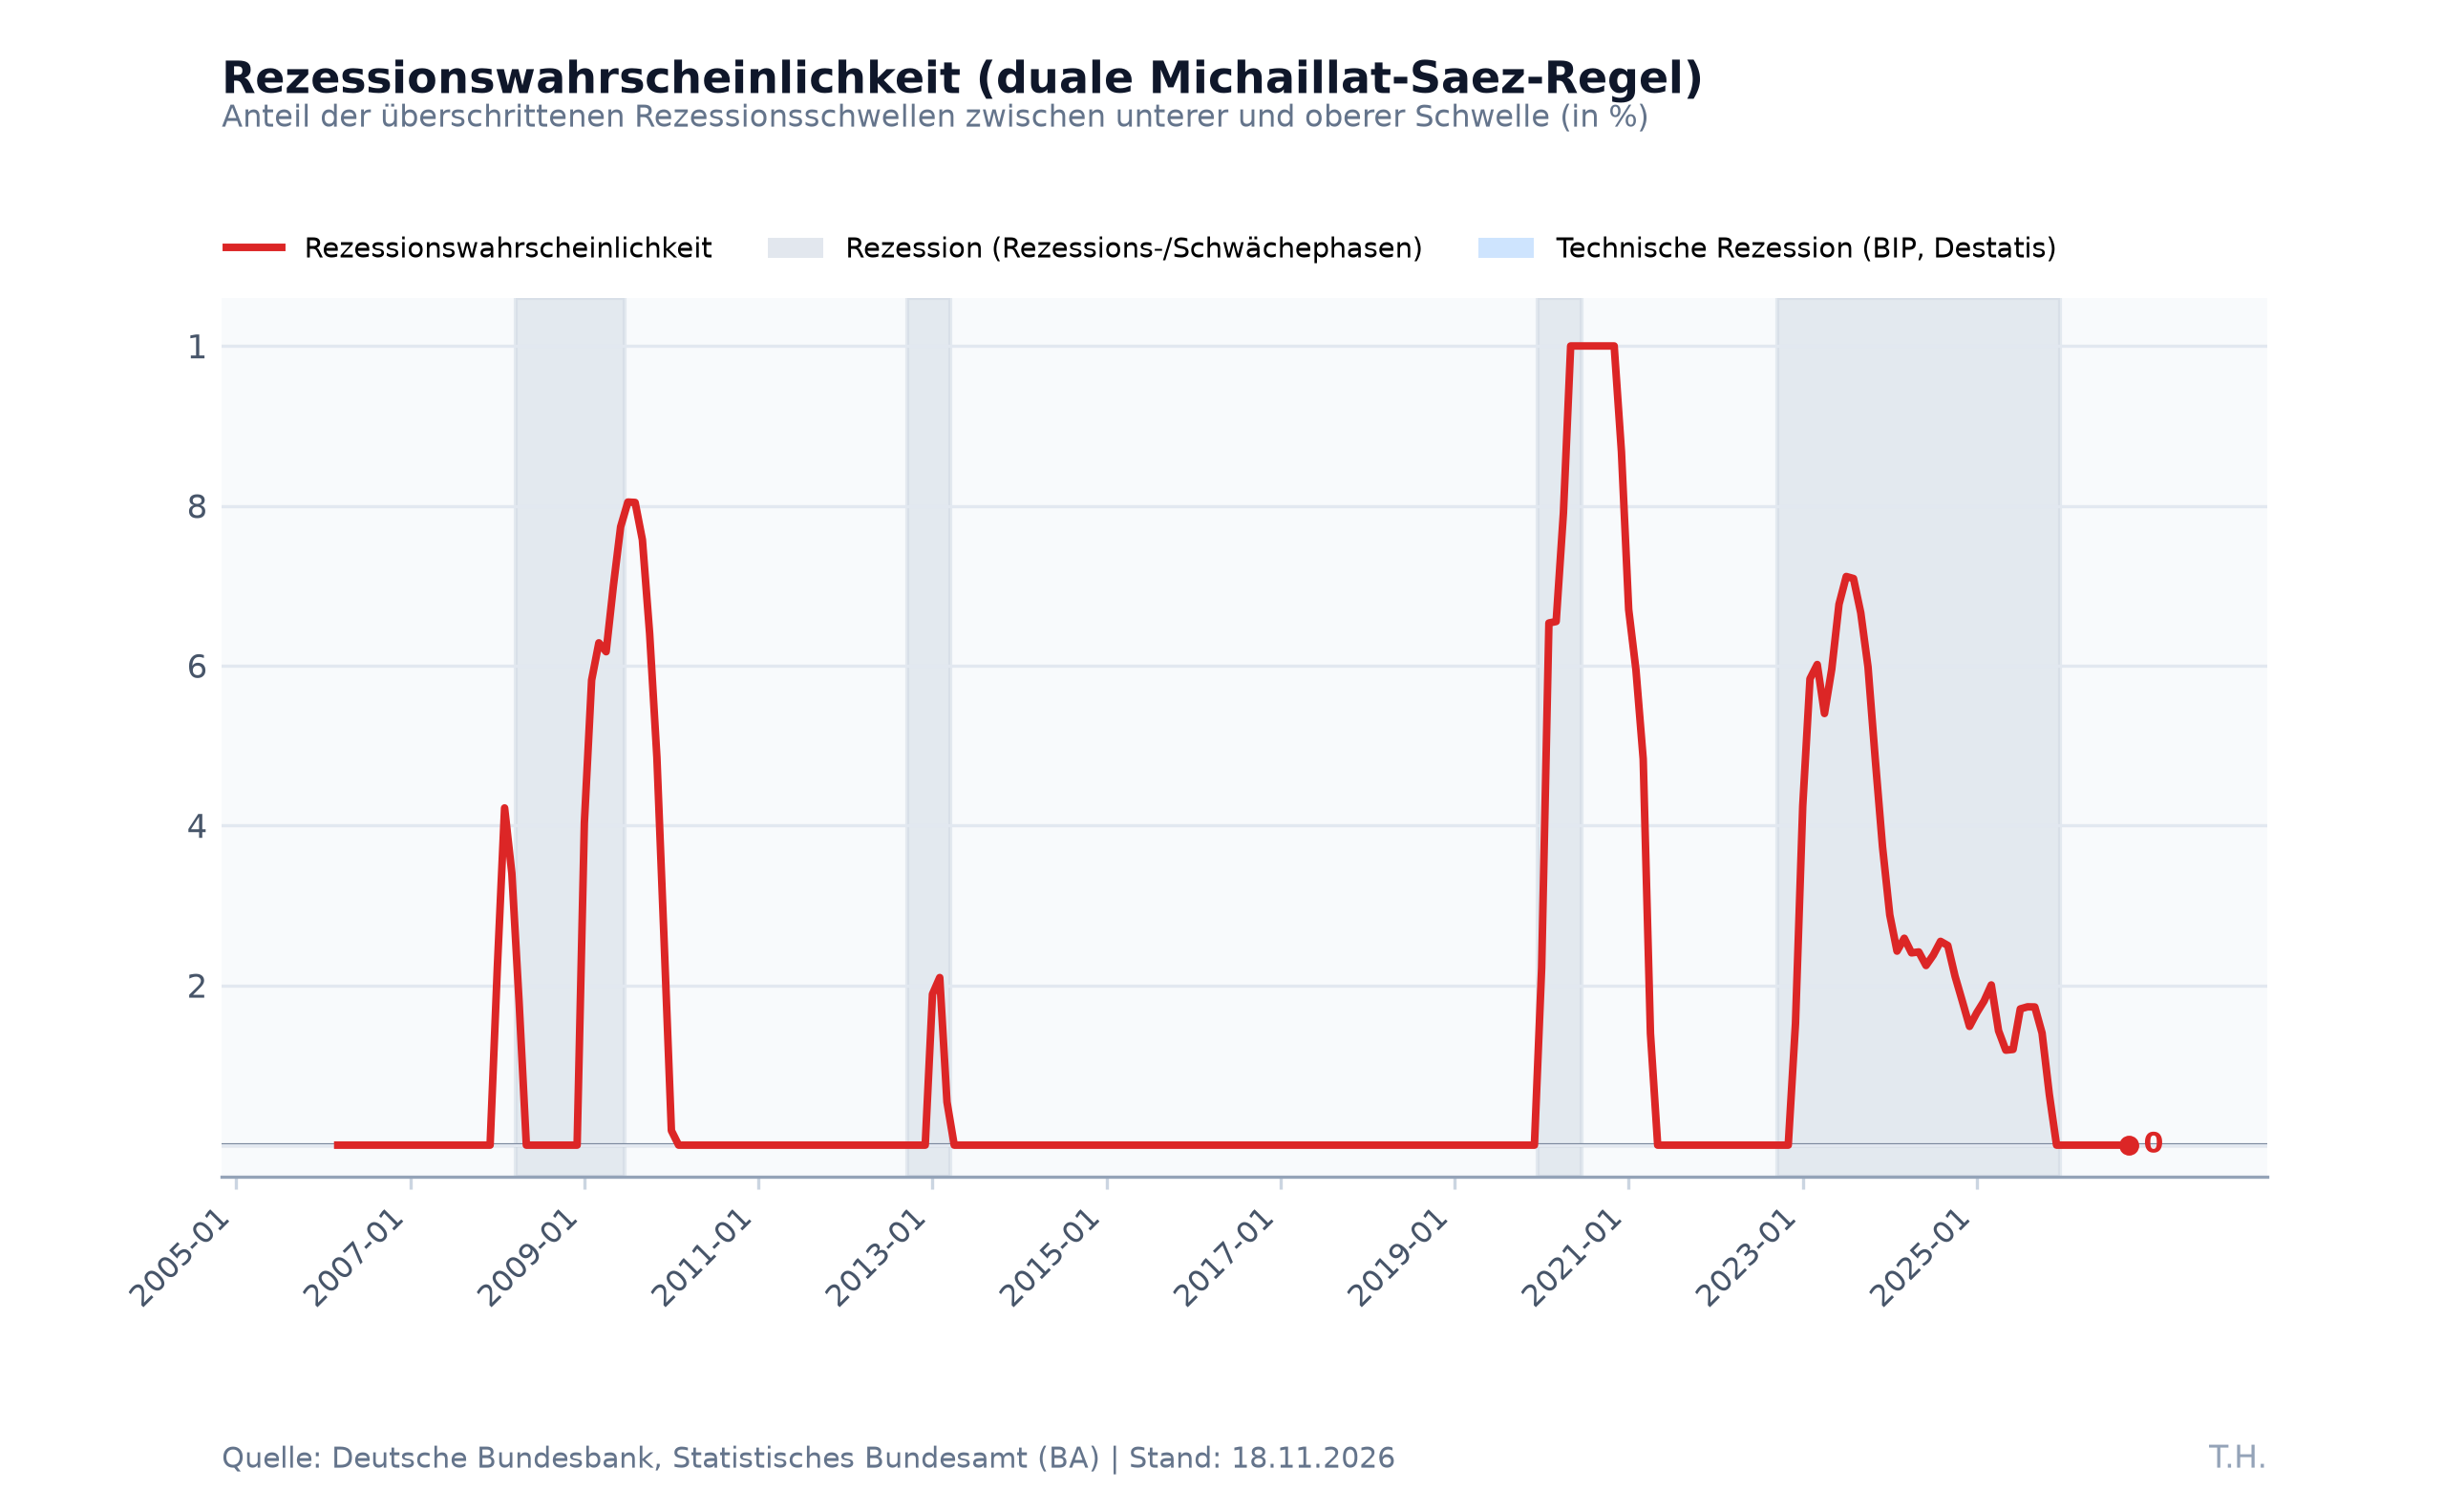 Rezessionswahrscheinlichkeit (duale Michaillat-Saez-Regel)
Anteil der überschrittenen Rezessionsschwellen zwischen unterer und oberer Schwelle (in %)
Rezessionswahrscheinlichkeit Rezession (Rezessions-/Schwächephasen) Technische Rezession (BIP, Destatis)
1
8
6
4
2
0
2005-01 2007-01 2009-01 2011-01 2013-01 2015-01 2017-01 2019-01 2021-01 2023-01 2025-01
Quelle: Deutsche Bundesbank, Statistisches Bundesamt (BA) | Stand: 18.11.2026 T.H.